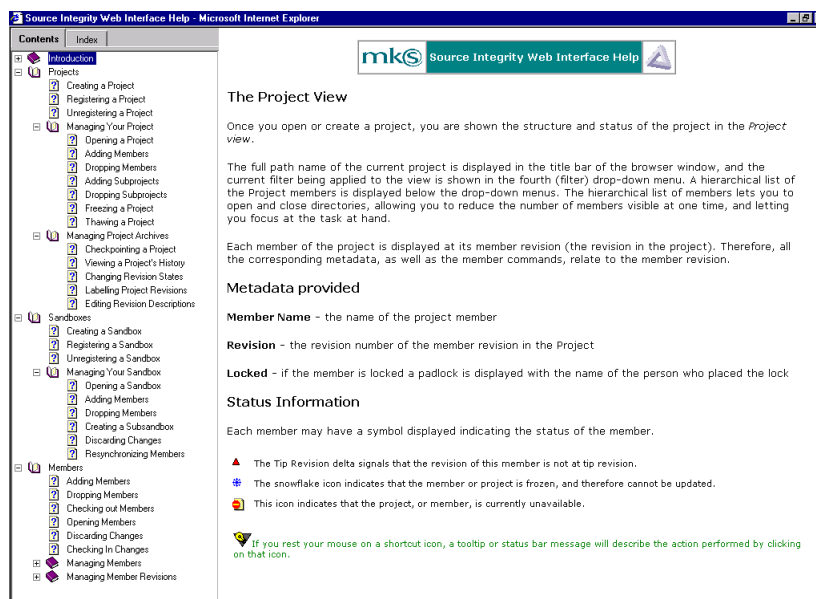 Source Integrity Web Interface Help - Microsoft Internet Explorer
Contents
Index
Introduction
Projects
Creating a Project
Registering a Project
Unregistering a Project
Managing Your Project
Opening a Project
Adding Members
Dropping Members
Adding Subprojects
Dropping Subprojects
Freezing a Project
Thawing a Project
Managing Project Archives
Checkpointing a Project
Viewing a Project's History
Changing Revision States
Labelling Project Revisions
Editing Revision Descriptions
Sandboxes
Creating a Sandbox
Registering a Sandbox
Unregistering a Sandbox
Managing Your Sandbox
Opening a Sandbox
Adding Members
Dropping Members
Creating a Subsandbox
Discarding Changes
Resynchronizing Members
Members
Adding Members
Dropping Members
Checking out Members
Opening Members
Discarding Changes
Checking In Changes
Managing Members
Managing Member Revisions
mks Source Integrity Web Interface Help
The Project View
Once you open or create a project, you are shown the structure and status of the project in the Project
view.
The full path name of the current project is displayed in the title bar of the browser window, and the
current filter being applied to the view is shown in the fourth (filter) drop-down menu. A hierarchical list of
the Project members is displayed below the drop-down menus. The hierarchical list of members lets you to
open and close directories, allowing you to reduce the number of members visible at one time, and letting
you focus at the task at hand.
Each member of the project is displayed at its member revision (the revision in the project). Therefore, all
the corresponding metadata, as well as the member commands, relate to the member revision.
Metadata provided
Member Name - the name of the project member
Revision - the revision number of the member revision in the Project
Locked - if the member is locked a padlock is displayed with the name of the person who placed the lock
Status Information
Each member may have a symbol displayed indicating the status of the member.
The Tip Revision delta signals that the revision of this member is not at tip revision.
The snowflake icon indicates that the member or project is frozen, and therefore cannot be updated.
This icon indicates that the project, or member, is currently unavailable.
If you rest your mouse on a shortcut icon, a tooltip or status bar message will describe the action performed by clicking
on that icon.